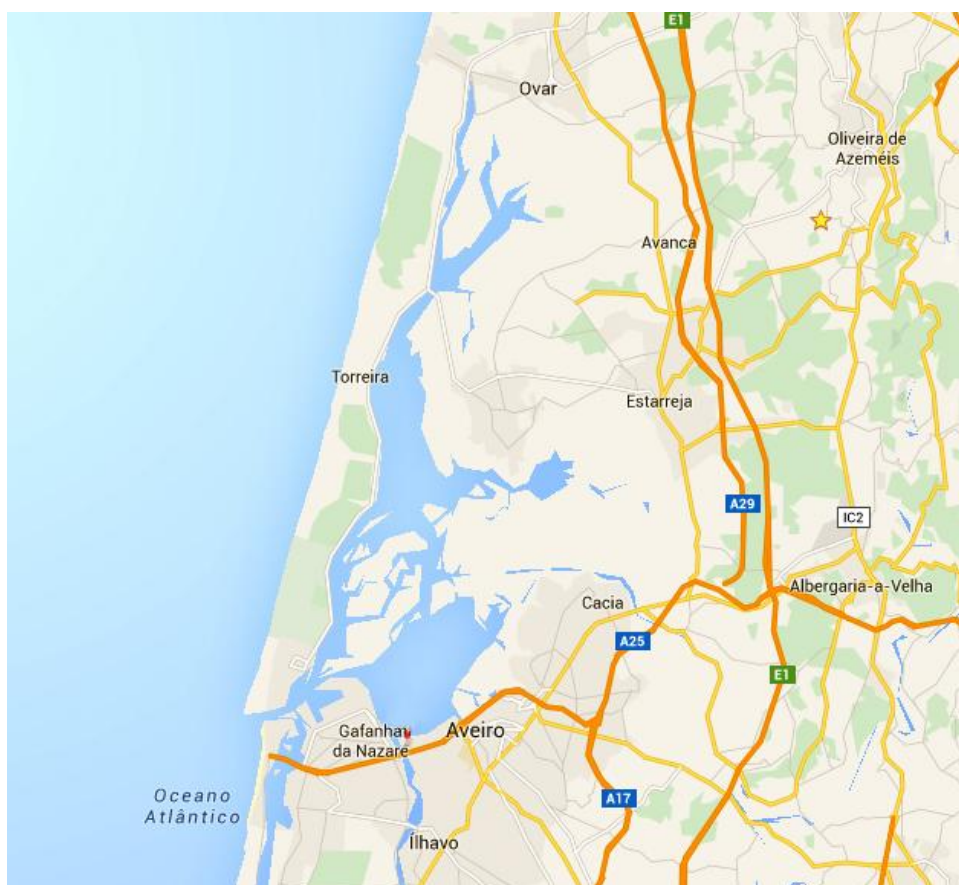 E1
Ovar
Oliveira de
Azeméis
Avanca
Torreira
Estarreja
A29
IC2
Albergaria-a-Velha
Cacia
A25
E1
Gafanha
da Nazaré
Aveiro
Oceano
Atlântico
A17
Ílhavo